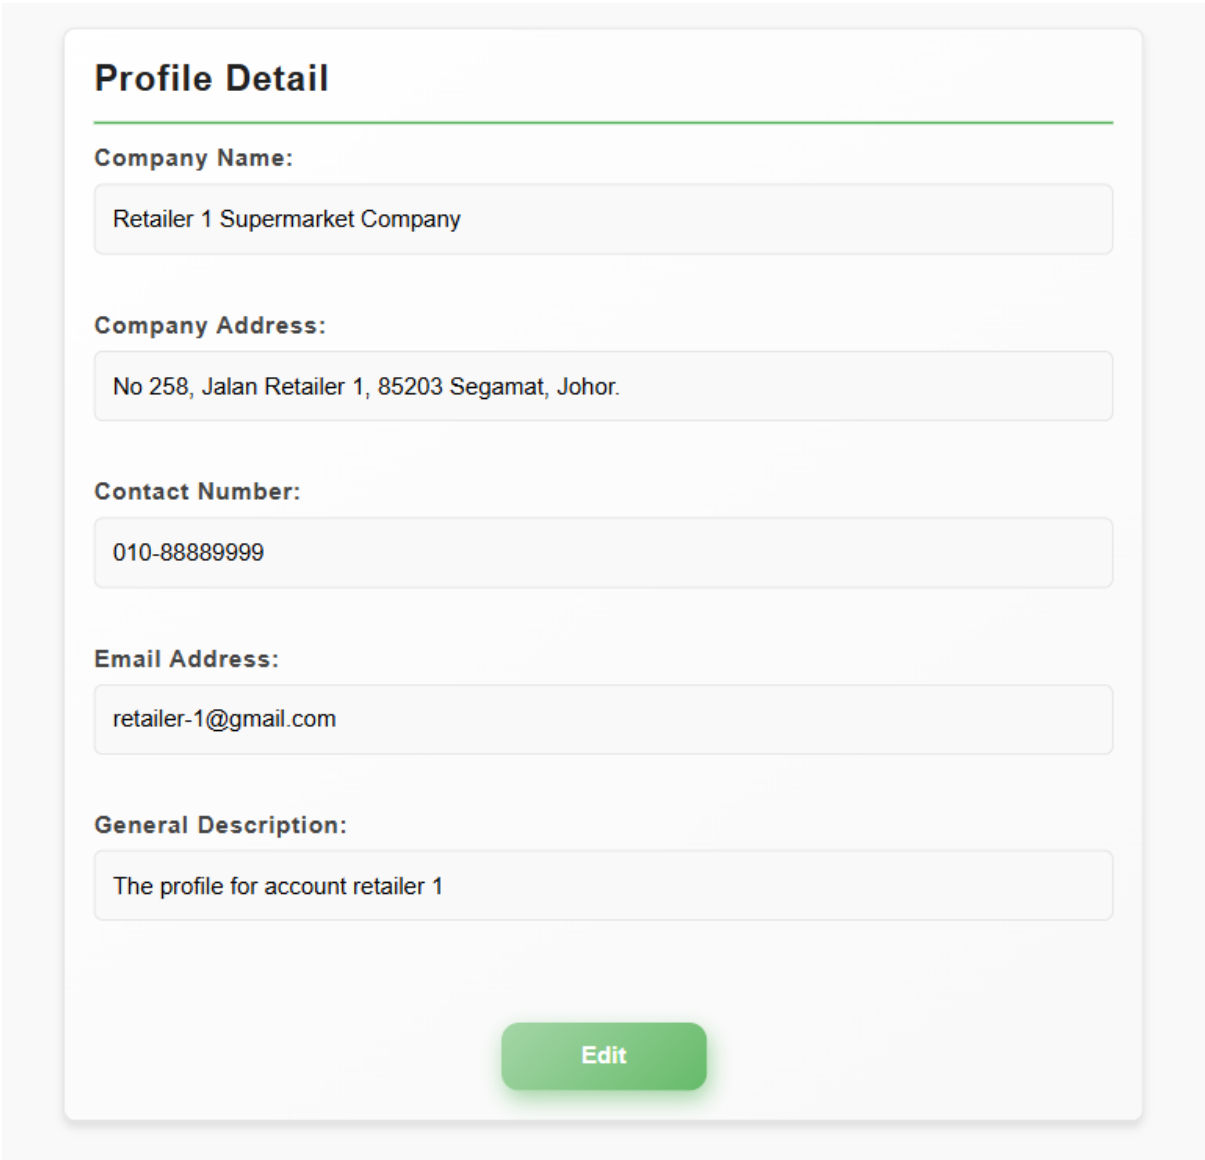 Profile Detail
Company Name:
Retailer 1 Supermarket Company
Company Address:
No 258, Jalan Retailer 1, 85203 Segamat, Johor.
Contact Number:
010-88889999
Email Address:
retailer-1@gmail.com
General Description:
The profile for account retailer 1
Edit